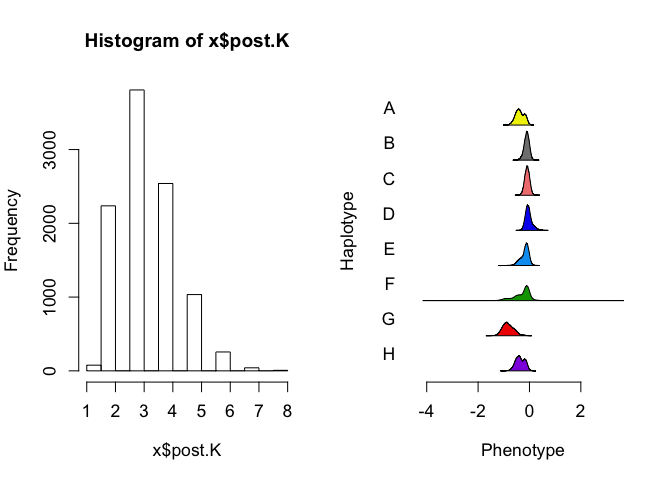 Histogram of x$post.K
Frequency
0
1000
2000
3000
1 2 3 4 5 6 7 8
x$post.K
Haplotype
A
B
C
D
E
F
G
H
-4 -2 0 2
Phenotype